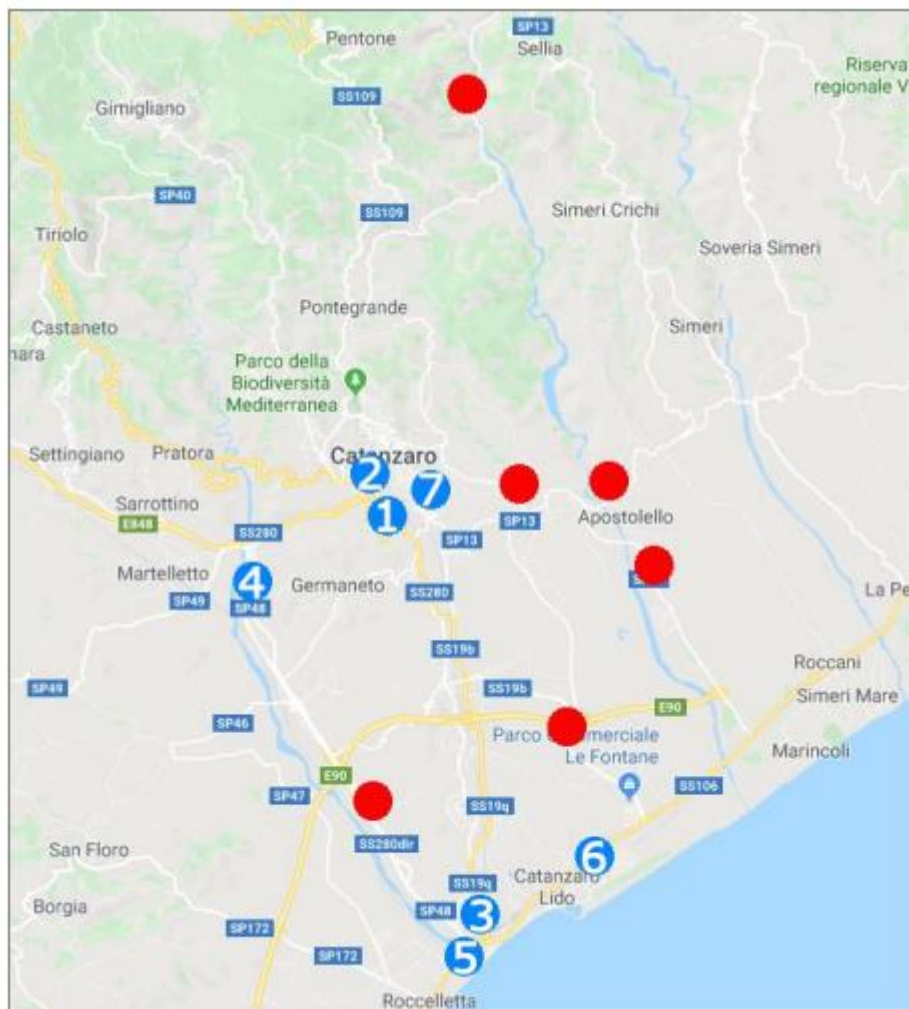 SP13
Pentone
Sellia
Riserva
regionale V
SS109
Gimigliano
SP40
SS109
Simeri Crichi
Tiriolo
Soveria Simeri
Pontegrande
Castaneto
Simeri
nara
Parco della
Biodiversità
Mediterranea
Settingiano
Pratora
Catanzaro
2
7
Sarrottino
1
SP13
Apostolello
E848
SS280
SP13
Martelletto
4
Germaneto
SS280
La Pe
SP49
SP48
SS19b
Roccani
SP49
SS19b
Simeri Mare
SP46
E90
Parco Commerciale
Le Fontane
Marincoli
E90
SP47
SS106
SS19q
San Floro
SS280dir
6
SS19q
Catanzaro
Lido
Borgia
SP48
3
SP172
SP172
5
Roccelletta